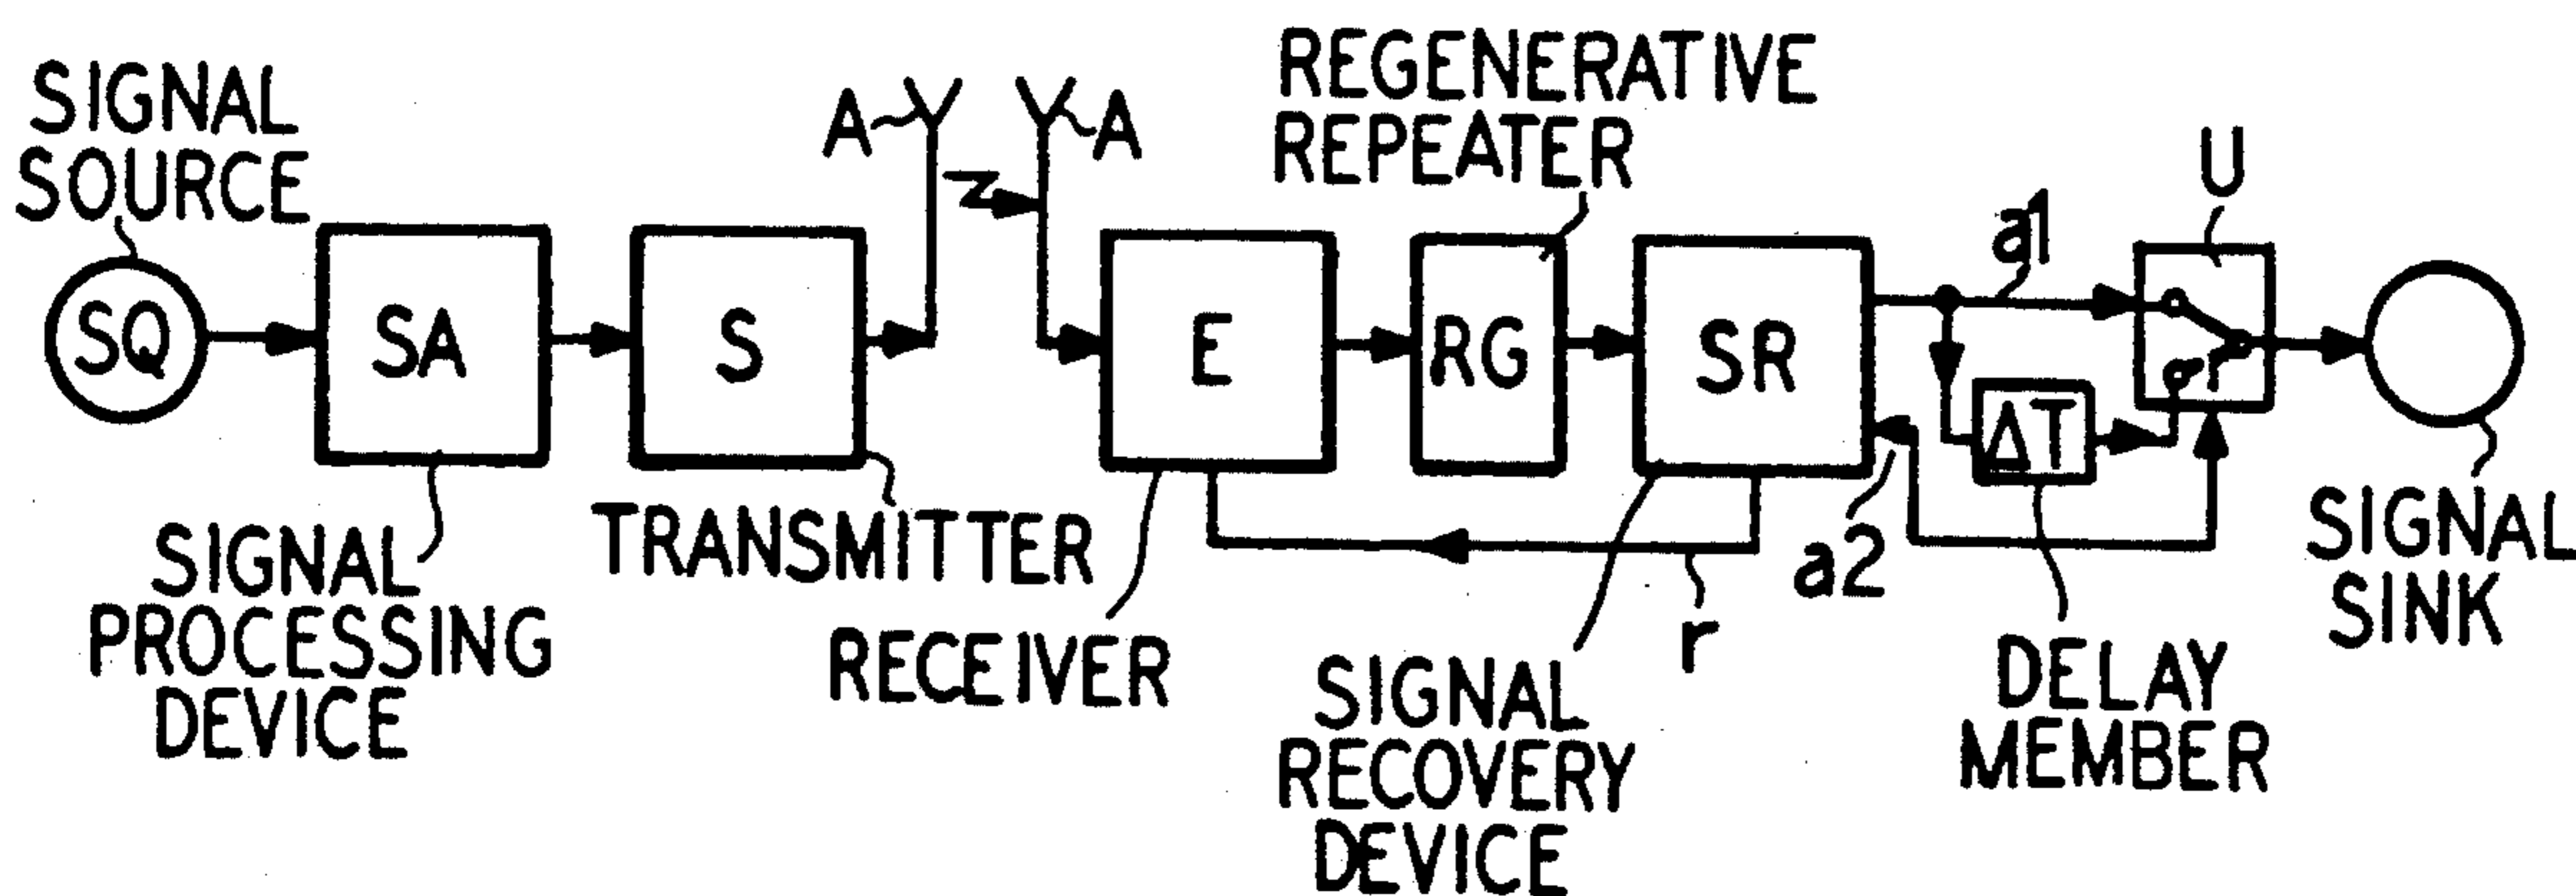 SIGNAL
SOURCE
SQ
SA
SIGNAL
PROCESSING
DEVICE
S
TRANSMITTER
A
z
A
E
RECEIVER
REGENERATIVE
REPEATER
RG
SR
SIGNAL
RECOVERY
DEVICE
r
a1
a2
ΔT
DELAY
MEMBER
U
SIGNAL
SINK